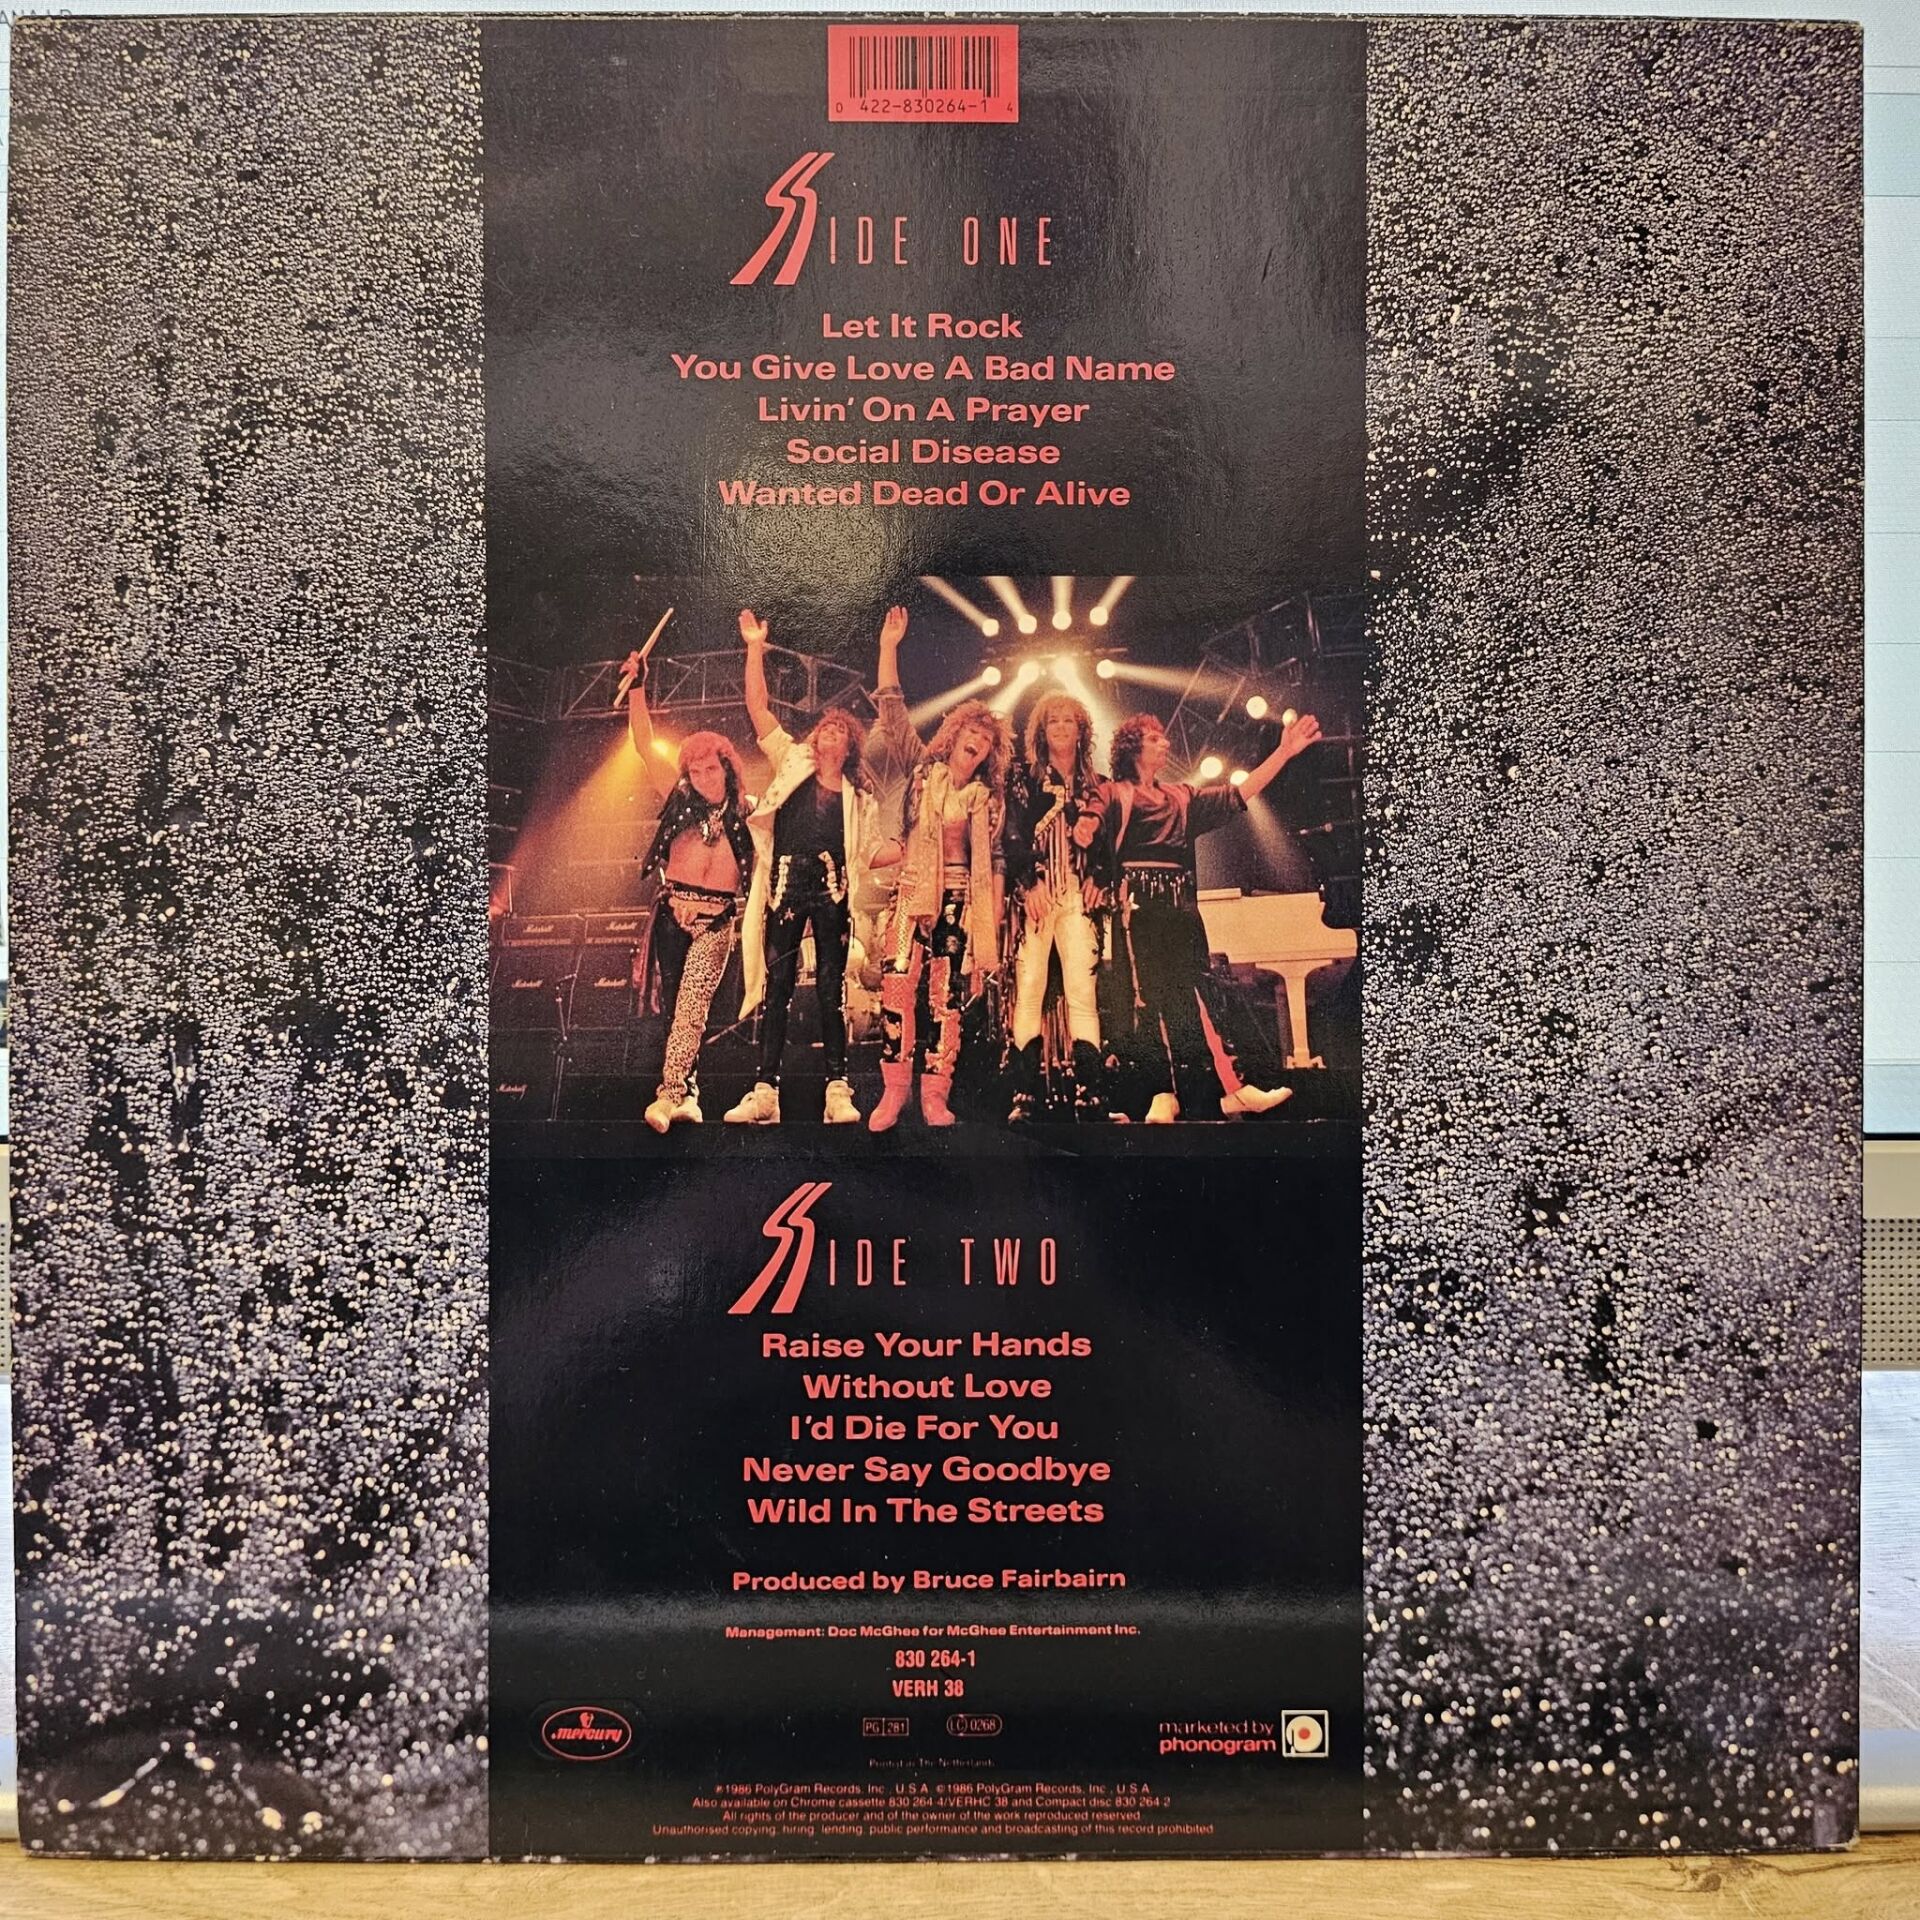 0 422-830264-1 4
SIDE ONE
Let It Rock
You Give Love A Bad Name
Livin' On A Prayer
Social Disease
Wanted Dead Or Alive
Marshall Marshall
Marshall Marshall
Marshall
SIDE TWO
Raise Your Hands
Without Love
I'd Die For You
Never Say Goodbye
Wild In The Streets
Produced by Bruce Fairbairn
Management: Doc McGhee for McGhee Entertainment Inc.
830 264-1
VERH 38
mercury
PG 281
LC 0268
marketed by
phonogram
Printed in The Netherlands
℗ 1986 PolyGram Records, Inc., U.S.A. © 1986 PolyGram Records, Inc., U.S.A.
Also available on Chrome cassette 830 264-4/VERHC 38 and Compact disc 830 264-2
All rights of the producer and of the owner of the work reproduced reserved
Unauthorised copying, hiring, lending, public performance and broadcasting of this record prohibited